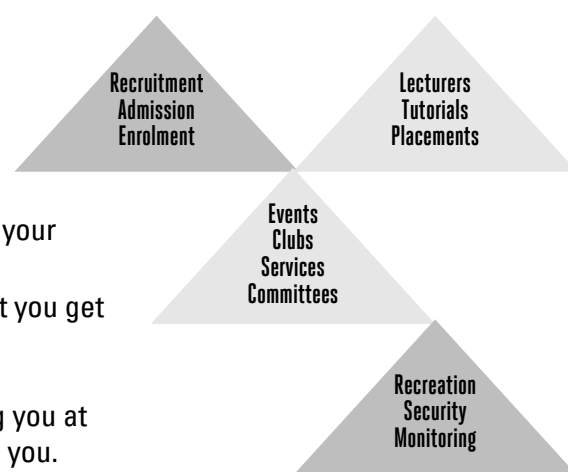 Recruitment
Admission
Enrolment
Lecturers
Tutorials
Placements
your
Events
Clubs
Services
Committees
t you get
Recreation
Security
Monitoring
g you at
you.